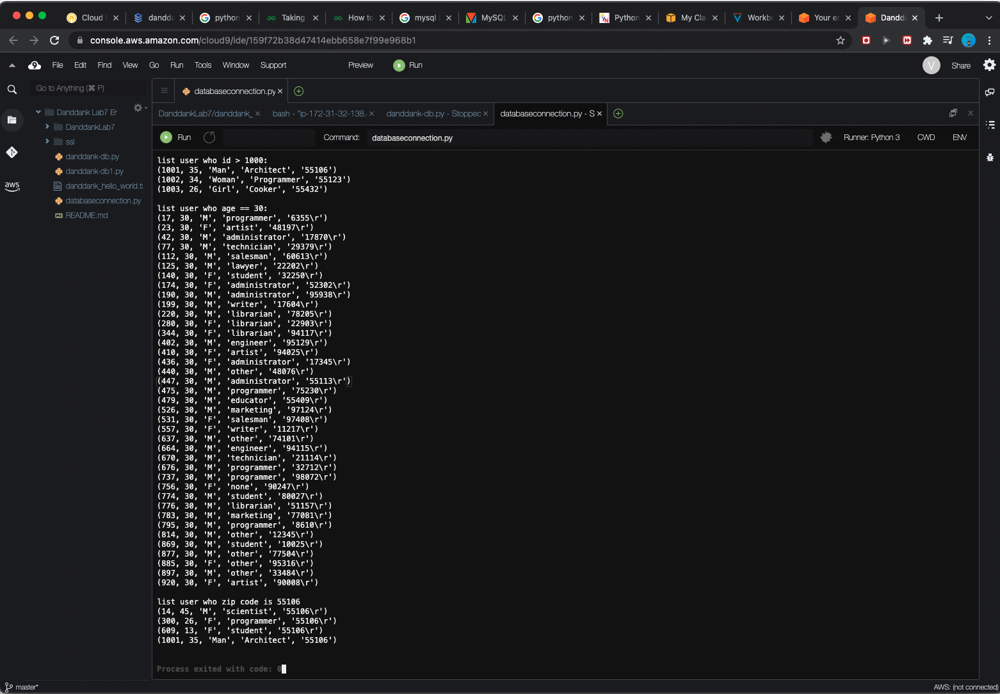 Cloud S
dandda
python
Taking
How to
mysql i
MySQL
python
Python
My Cla
Workbe
Your en
Dandda
console.aws.amazon.com/cloud9/ide/159f72b38d47414ebb658e7f99e968b1
9 File Edit Find View Go Run Tools Window Support Preview Run V Share
Go to Anything (⌘ P)
databaseconnection.py
Danddank Lab7 Er
DanddankLab7
ssl
danddank-db.py
danddank-db1.py
danddank_hello_world.t
databaseconnection.py
README.md
aws
DanddankLab7/danddank_
bash - "ip-172-31-32-138.
danddank-db.py - Stopped
databaseconnection.py - S
Run Command: databaseconnection.py Runner: Python 3 CWD ENV
list user who id > 1000:
(1001, 35, 'Man', 'Architect', '55106')
(1002, 34, 'Woman', 'Programmer', '55123')
(1003, 26, 'Girl', 'Cooker', '55432')
list user who age == 30:
(17, 30, 'M', 'programmer', '6355\r')
(23, 30, 'F', 'artist', '48197\r')
(42, 30, 'M', 'administrator', '17870\r')
(77, 30, 'M', 'technician', '29379\r')
(112, 30, 'M', 'salesman', '60613\r')
(125, 30, 'M', 'lawyer', '22202\r')
(140, 30, 'F', 'student', '32250\r')
(174, 30, 'F', 'administrator', '52302\r')
(190, 30, 'M', 'administrator', '95938\r')
(199, 30, 'M', 'writer', '17604\r')
(220, 30, 'M', 'librarian', '78205\r')
(280, 30, 'F', 'librarian', '22903\r')
(344, 30, 'F', 'librarian', '94117\r')
(402, 30, 'M', 'engineer', '95129\r')
(410, 30, 'F', 'artist', '94025\r')
(436, 30, 'F', 'administrator', '17345\r')
(440, 30, 'M', 'other', '48076\r')
(447, 30, 'M', 'administrator', '55113\r')
(475, 30, 'M', 'programmer', '75230\r')
(479, 30, 'M', 'educator', '55409\r')
(526, 30, 'M', 'marketing', '97124\r')
(531, 30, 'F', 'salesman', '97408\r')
(557, 30, 'F', 'writer', '11217\r')
(637, 30, 'M', 'other', '74101\r')
(664, 30, 'M', 'engineer', '94115\r')
(670, 30, 'M', 'technician', '21114\r')
(676, 30, 'M', 'programmer', '32712\r')
(737, 30, 'M', 'programmer', '98072\r')
(756, 30, 'F', 'none', '90247\r')
(774, 30, 'M', 'student', '80027\r')
(776, 30, 'M', 'librarian', '51157\r')
(783, 30, 'M', 'marketing', '77081\r')
(795, 30, 'M', 'programmer', '8610\r')
(814, 30, 'M', 'other', '12345\r')
(869, 30, 'M', 'student', '10025\r')
(877, 30, 'M', 'other', '77504\r')
(885, 30, 'F', 'other', '95316\r')
(897, 30, 'M', 'other', '33484\r')
(920, 30, 'F', 'artist', '90008\r')
list user who zip code is 55106
(14, 45, 'M', 'scientist', '55106\r')
(300, 26, 'F', 'programmer', '55106\r')
(609, 13, 'F', 'student', '55106\r')
(1001, 35, 'Man', 'Architect', '55106')
Process exited with code: 0
master* AWS: (not connected)